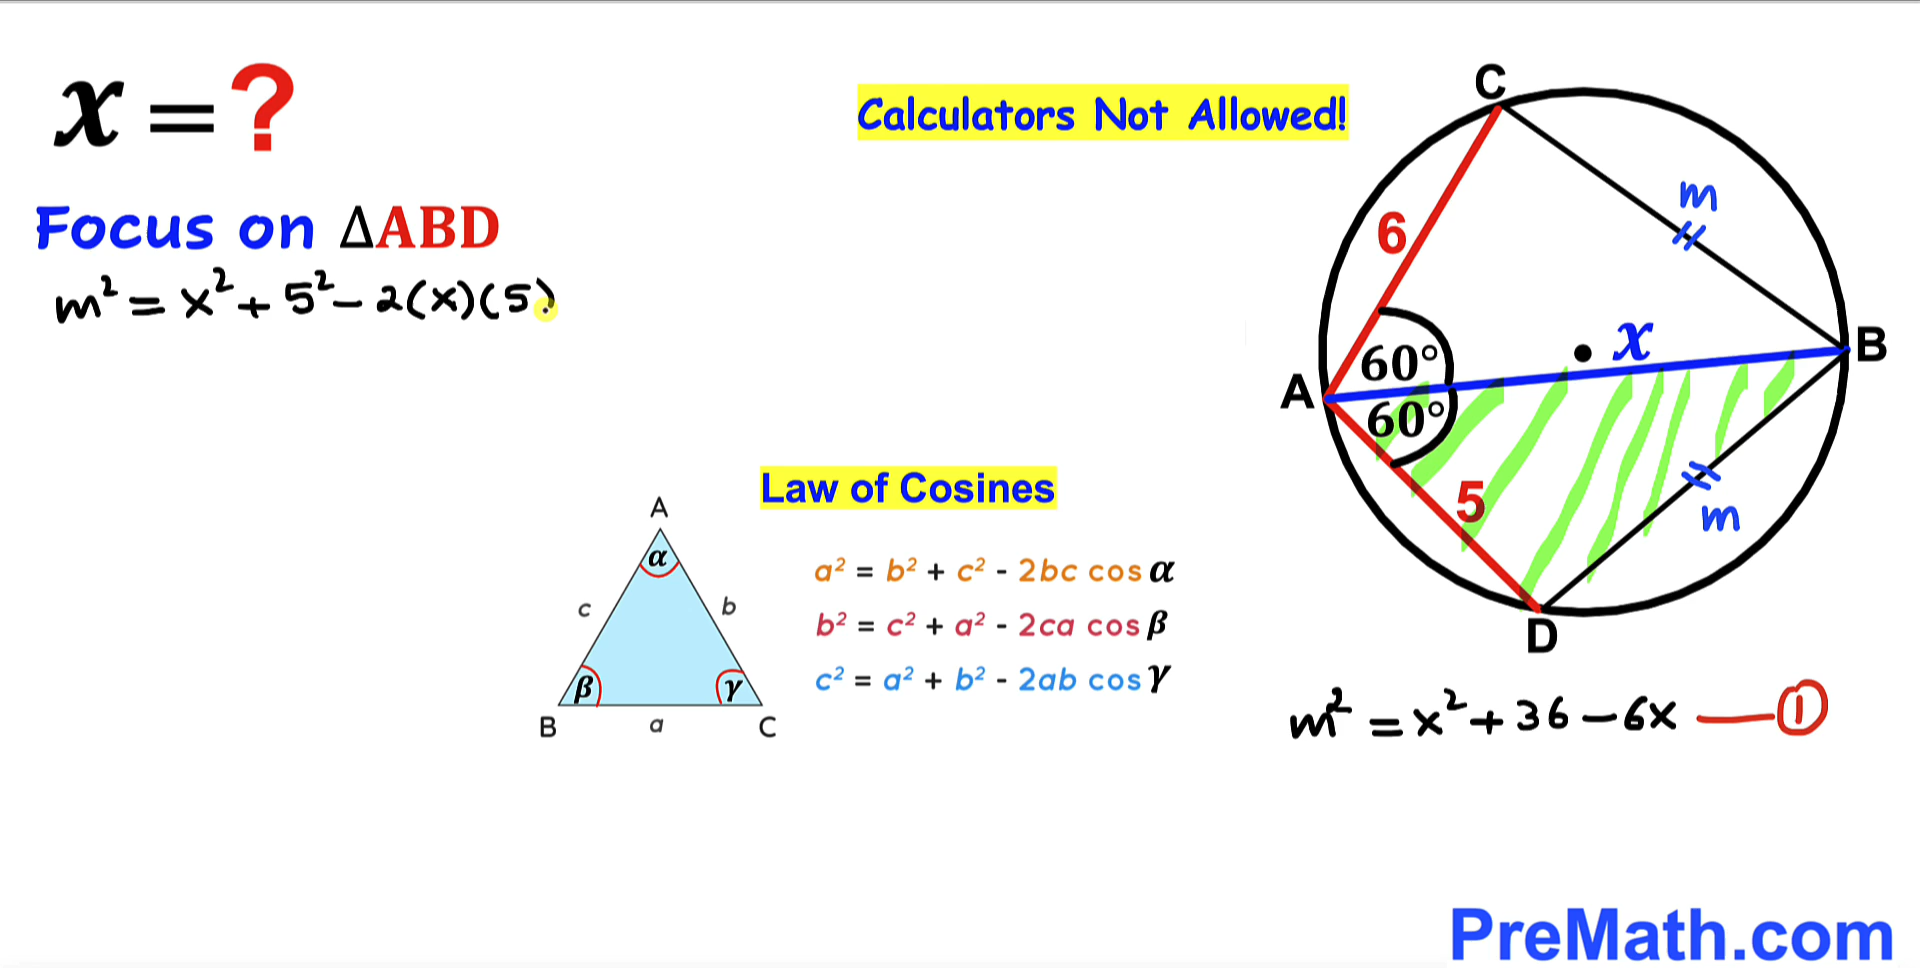 x = ?
Calculators Not Allowed!
Focus on ΔABD
m² = x² + 5² - 2(x)(5)
C
6
m
x
B
A
60°
60°
5
m
D
Law of Cosines
A
α
c
b
β
γ
B
a
C
a² = b² + c² - 2bc cos α
b² = c² + a² - 2ca cos β
c² = a² + b² - 2ab cos γ
m² = x² + 36 - 6x — ①
PreMath.com